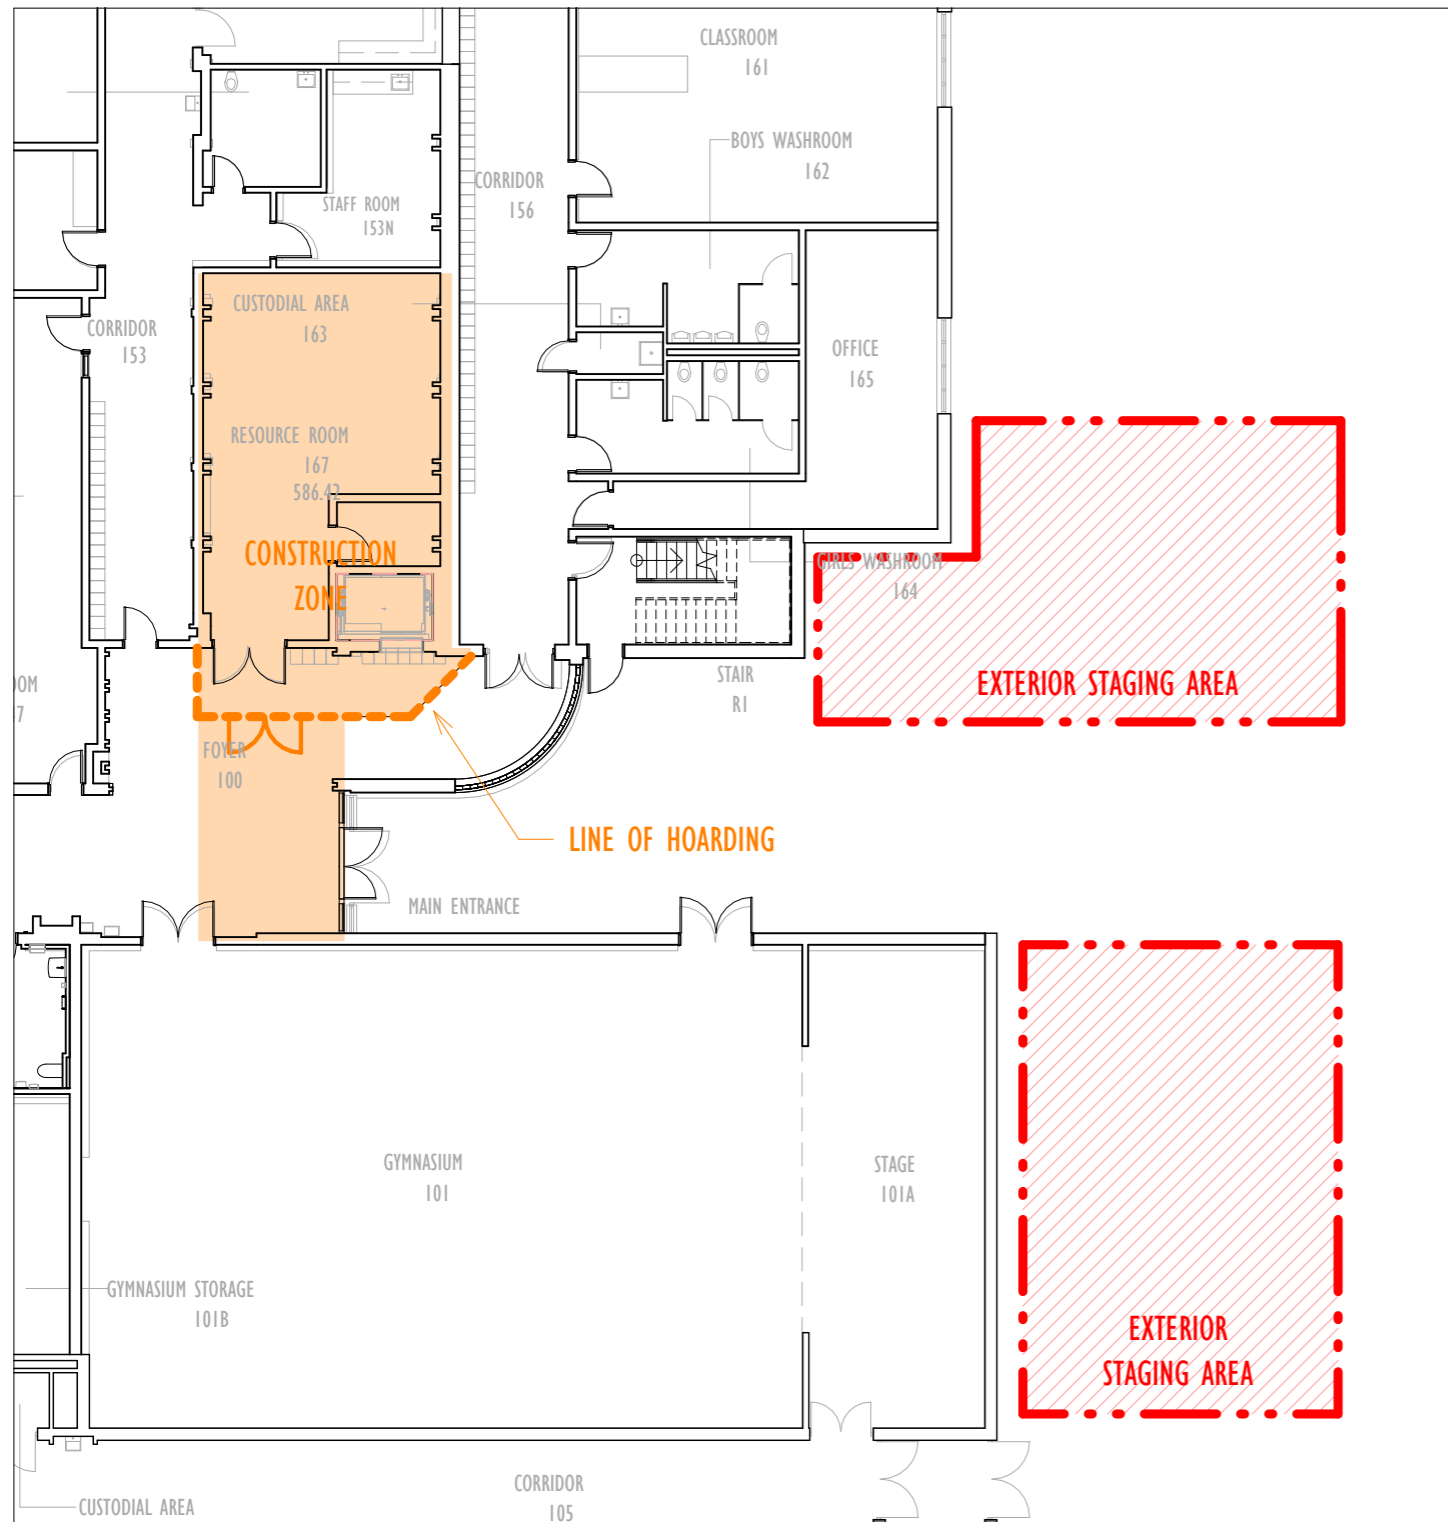 CLASSROOM
161
BOYS WASHROOM
162
CORRIDOR
156
STAFF ROOM
153N
CUSTODIAL AREA
163
CORRIDOR
153
OFFICE
165
RESOURCE ROOM
167
586.42
CONSTRUCTION
ZONE
GIRLS WASHROOM
164
STAIR
R1
EXTERIOR STAGING AREA
FOYER
100
LINE OF HOARDING
MAIN ENTRANCE
GYMNASIUM
101
STAGE
101A
GYMNASIUM STORAGE
101B
EXTERIOR
STAGING AREA
CORRIDOR
105
CUSTODIAL AREA